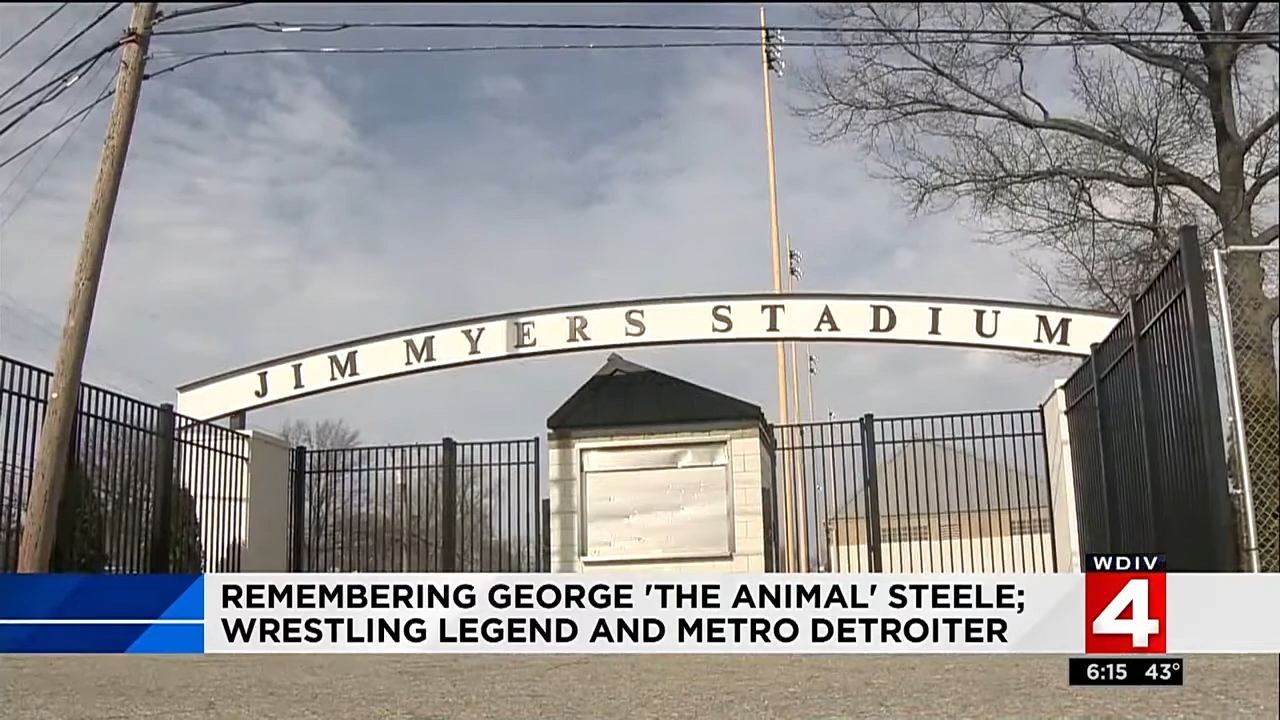 JIM MYERS STADIUM
REMEMBERING GEORGE 'THE ANIMAL' STEELE;
WRESTLING LEGEND AND METRO DETROITER
WDIV
4
6:15 43°